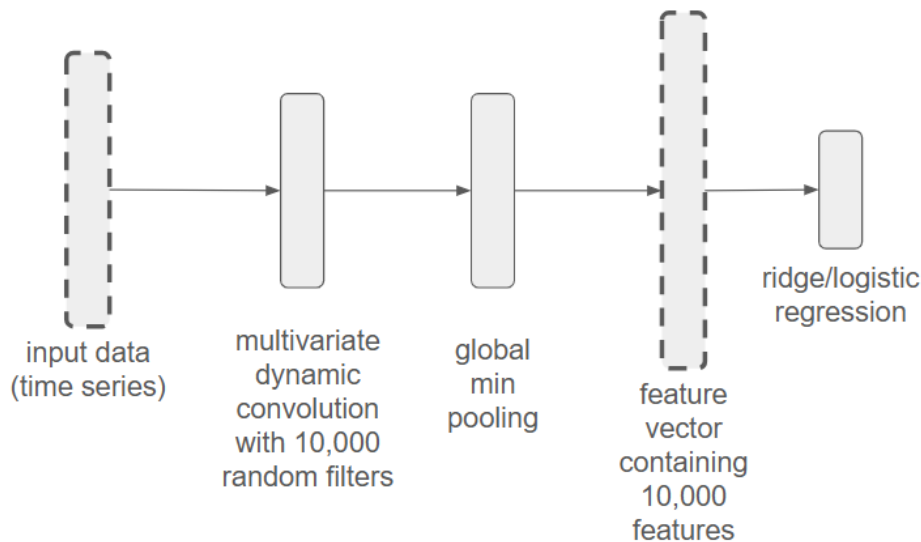 input data
(time series)
multivariate
dynamic
convolution
with 10,000
random filters
global
min
pooling
feature
vector
containing
10,000
features
ridge/logistic
regression